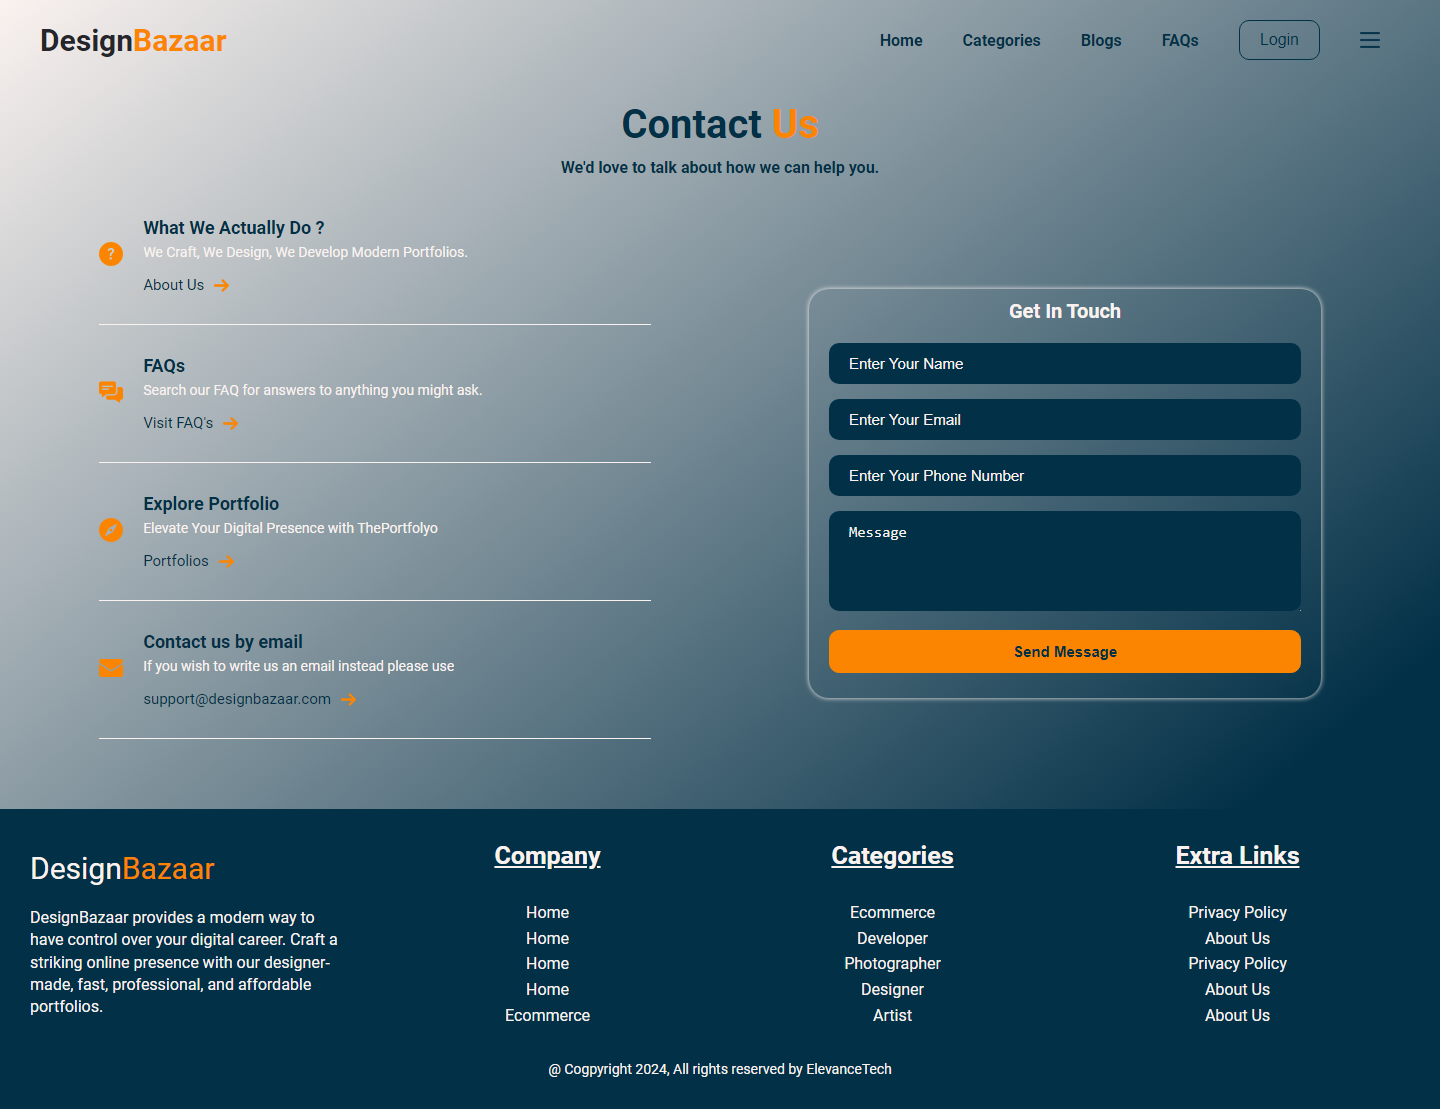 DesignBazaar
Home
Categories
Blogs
FAQs
Login
Contact Us
We'd love to talk about how we can help you.
What We Actually Do ?
?
We Craft, We Design, We Develop Modern Portfolios.
About Us
FAQs
Search our FAQ for answers to anything you might ask.
Visit FAQ's
Explore Portfolio
Elevate Your Digital Presence with ThePortfolyo
Portfolios
Contact us by email
If you wish to write us an email instead please use
support@designbazaar.com
Get In Touch
Enter Your Name
Enter Your Email
Enter Your Phone Number
Message
Send Message
DesignBazaar
DesignBazaar provides a modern way to
have control over your digital career. Craft a
striking online presence with our designer-
made, fast, professional, and affordable
portfolios.
Company
Home
Home
Home
Home
Ecommerce
Categories
Ecommerce
Developer
Photographer
Designer
Artist
Extra Links
Privacy Policy
About Us
Privacy Policy
About Us
About Us
@ Cogpyright 2024, All rights reserved by ElevanceTech